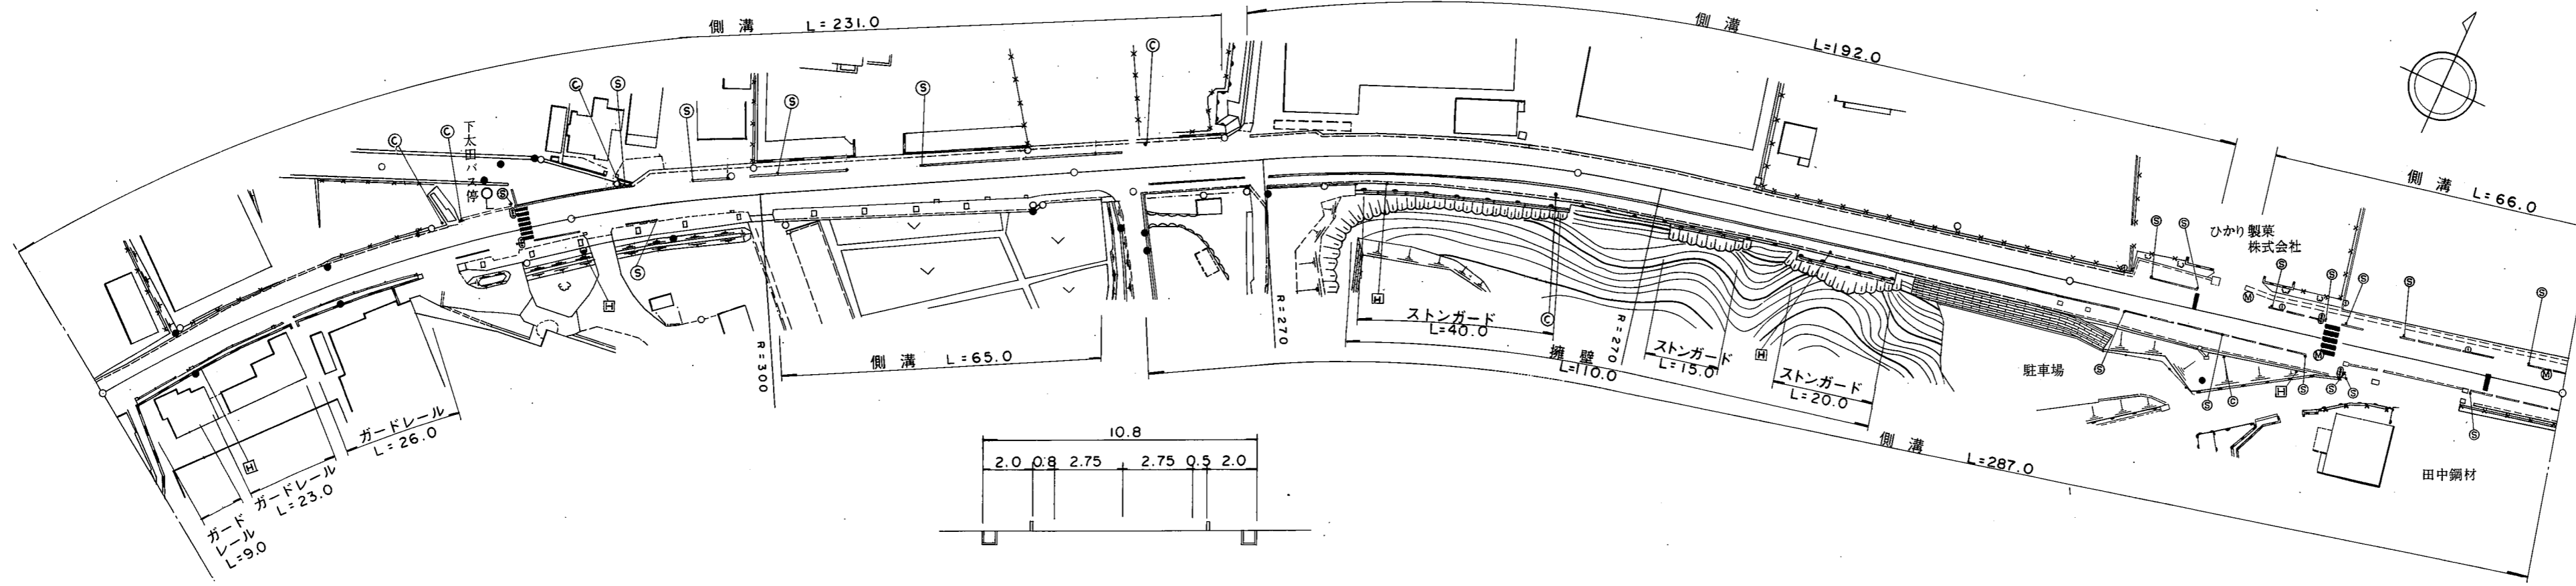 側溝 L=231.0
側溝 L=192.0
側溝 L=66.0
C
S
S
S
S
C
C
C
下太田バス停
S
S
ひかり製菓
株式会社
S
S
S
S
S
S
S
M
M
M
H
H
H
H
H
R=300
R=270
R=270
側溝 L=65.0
ストンガード
L=40.0
C
擁壁
L=110.0
ストンガード
L=15.0
ストンガード
L=20.0
駐車場
S
S
C
S
S
S
S
側溝 L=287.0
田中鋼材
ガードレール
L=26.0
ガードレール
L=23.0
ガード
レール
L=9.0
10.8
2.0 0.8 2.75 2.75 0.5 2.0